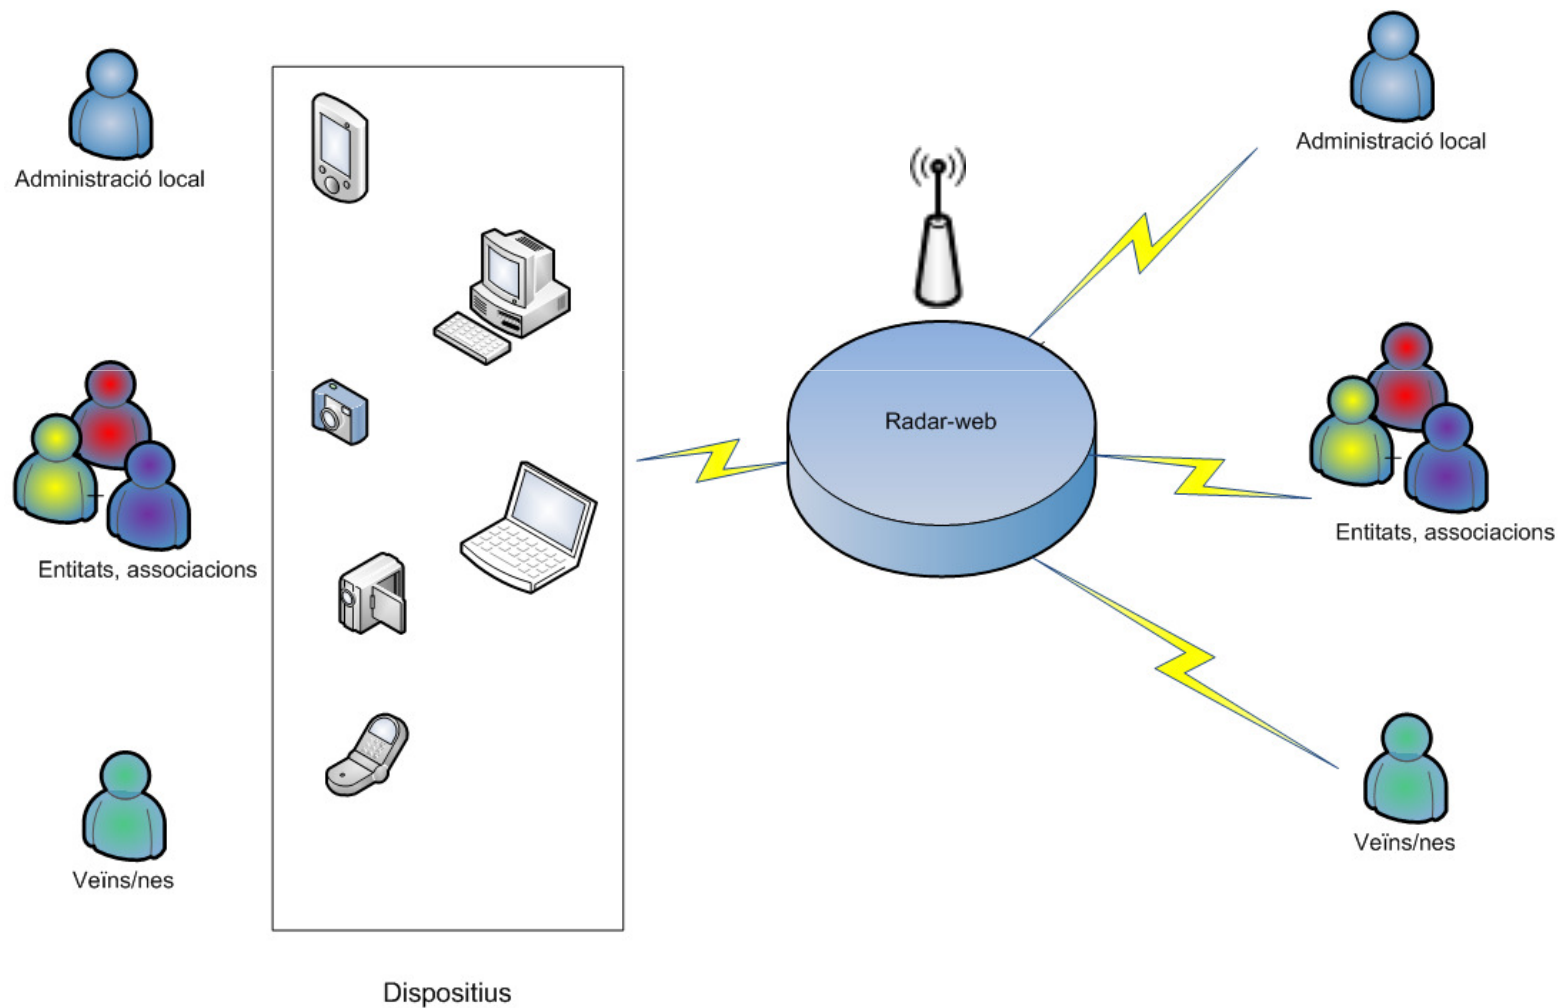 Administració local
Administració local
Radar-web
Entitats, associacions
Entitats, associacions
Veïns/nes
Veïns/nes
Dispositius